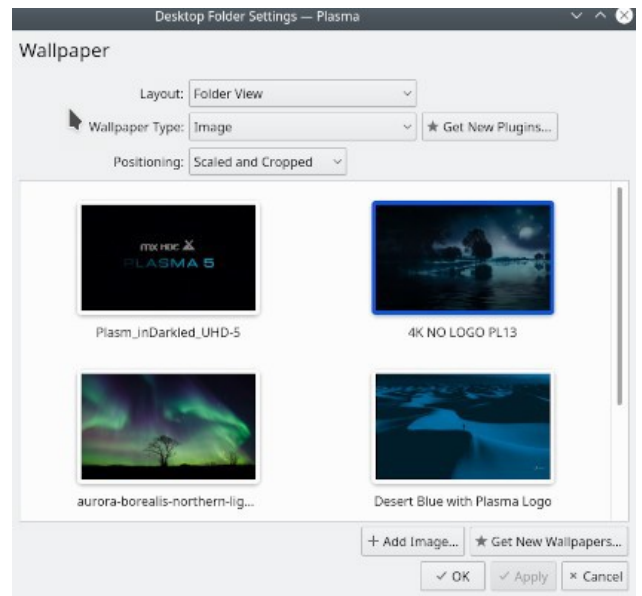 Desktop Folder Settings — Plasma
Wallpaper
Layout: Folder View
Wallpaper Type: Image
★ Get New Plugins...
Positioning: Scaled and Cropped
PLASMA 5
Plasm_inDarkled_UHD-5
4K NO LOGO PL13
aurora-borealis-northern-lig...
Desert Blue with Plasma Logo
+ Add Image...
★ Get New Wallpapers...
✓ OK
✓ Apply
× Cancel